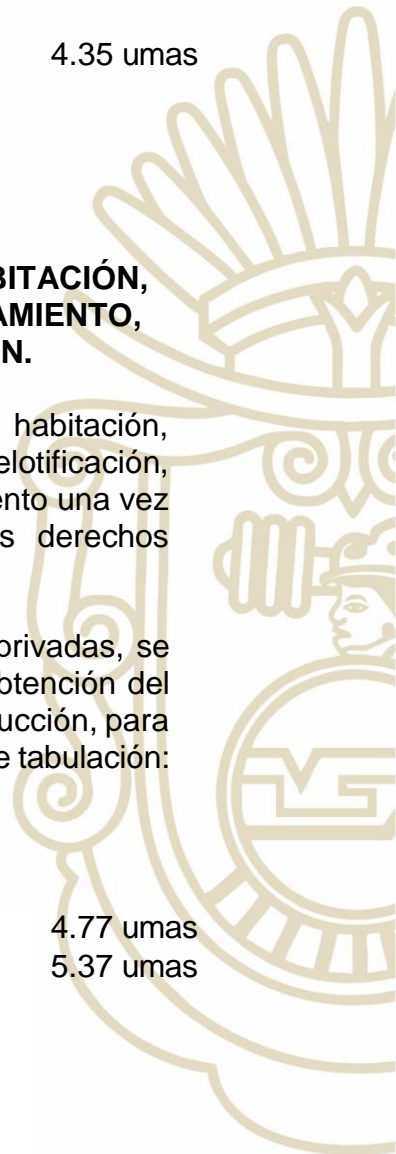 4.35 umas
BITACIÓN,
AMIENTO,
N.
habitación,
elotificación,
ento una vez
s derechos
privadas, se
btención del
ucción, para
e tabulación:
4.77 umas
5.37 umas